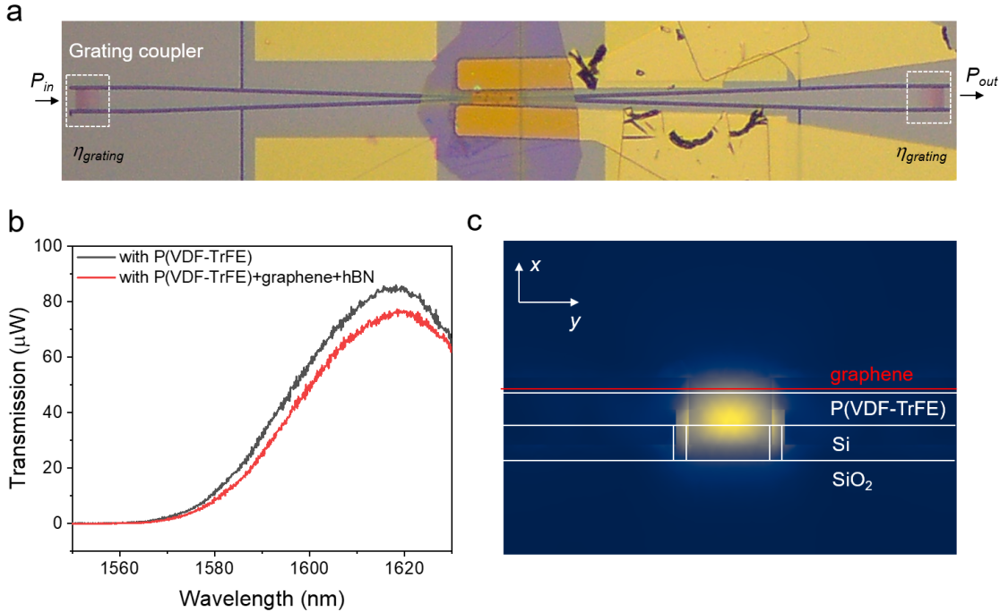 a
Grating coupler
P_in
P_out
η_grating
η_grating
b
c
100
80
60
40
20
0
Transmission (μW)
with P(VDF-TrFE)
with P(VDF-TrFE)+graphene+hBN
1560
1580
1600
1620
Wavelength (nm)
x
y
graphene
P(VDF-TrFE)
Si
SiO₂